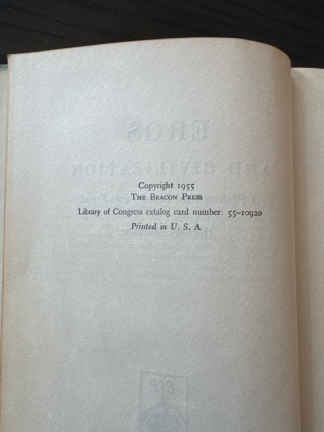 Copyright 1955
THE BEACON PRESS
Library of Congress catalog card number: 55-10920
Printed in U. S. A.